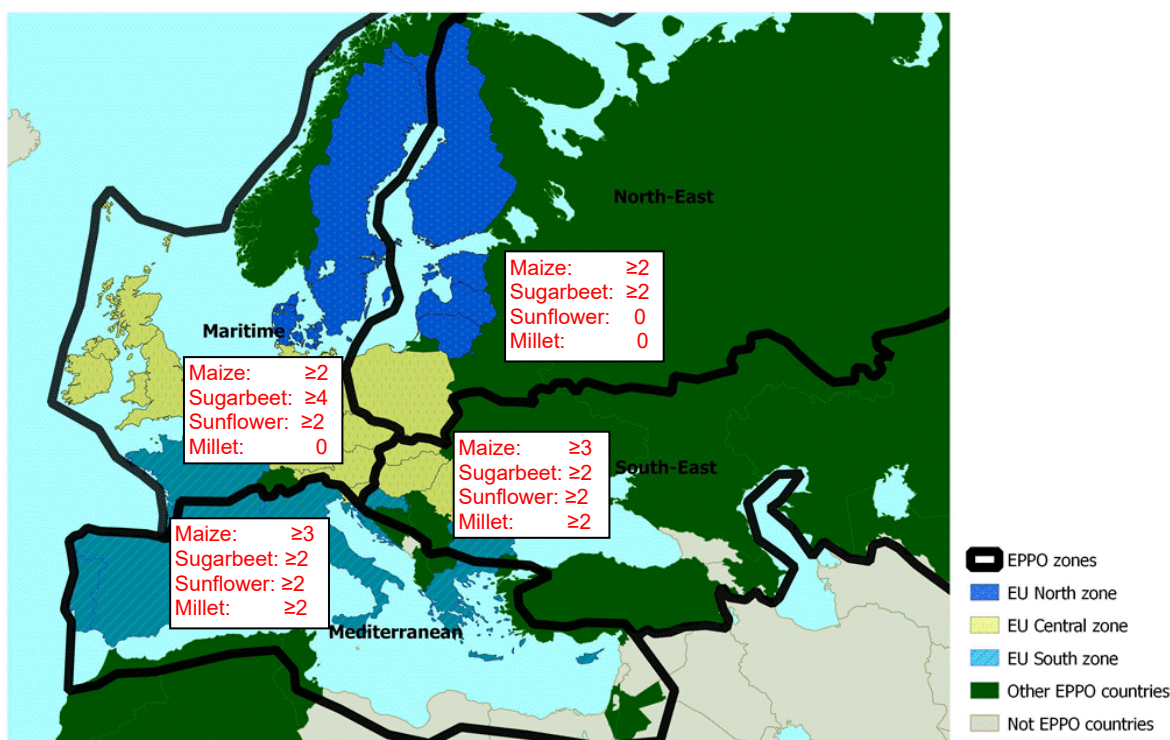 North-East
Maize: ≥2
Sugarbeet: ≥2
Sunflower: 0
Millet: 0
Maritime
Maize: ≥2
Sugarbeet: ≥4
Sunflower: ≥2
Millet: 0
South-East
Maize: ≥3
Sugarbeet: ≥2
Sunflower: ≥2
Millet: ≥2
Maize: ≥3
Sugarbeet: ≥2
Sunflower: ≥2
Millet: ≥2
Mediterranean
EPPO zones
EU North zone
EU Central zone
EU South zone
Other EPPO countries
Not EPPO countries